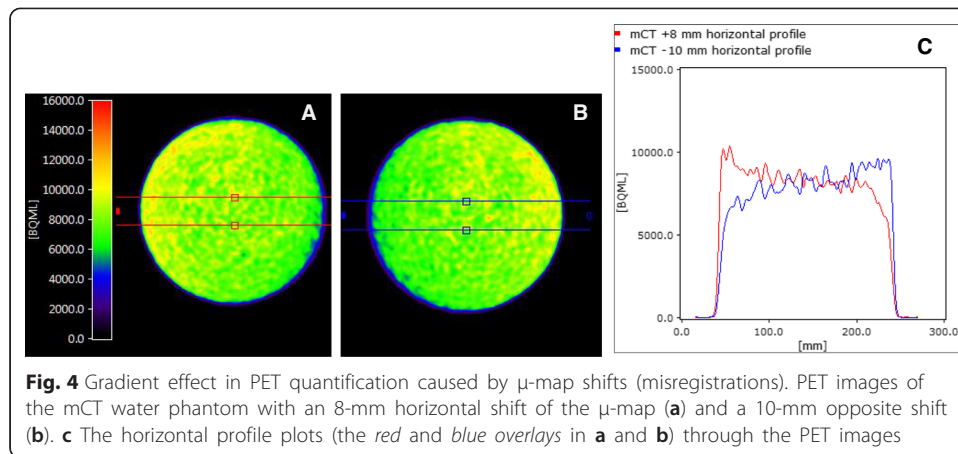 mCT +8 mm horizontal profile
mCT -10 mm horizontal profile
C
15000.0
10000.0
5000.0
0.0
[BQML]
0.0
100.0
200.0
300.0
[mm]
16000.0
14000.0
12000.0
10000.0
8000.0
6000.0
4000.0
2000.0
0.0
[BQML]
A
B
Fig. 4 Gradient effect in PET quantification caused by μ-map shifts (misregistrations). PET images of
the mCT water phantom with an 8-mm horizontal shift of the μ-map (a) and a 10-mm opposite shift
(b). c The horizontal profile plots (the red and blue overlays in a and b) through the PET images